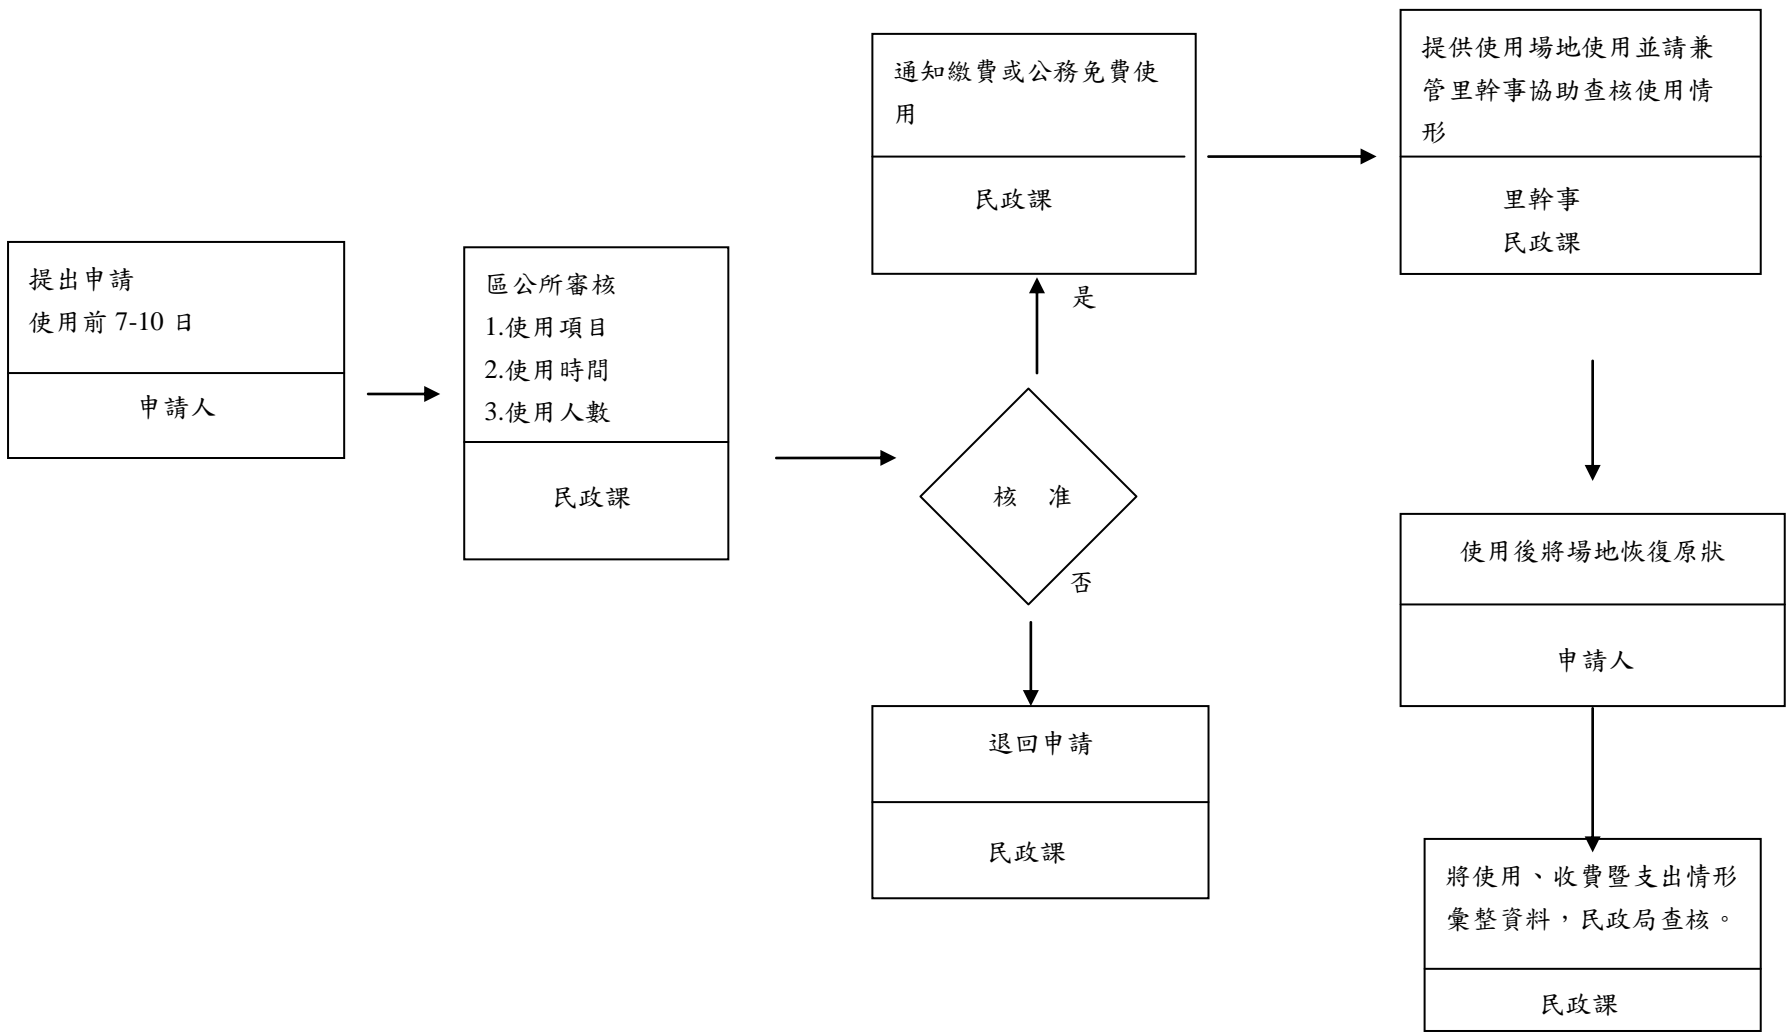 提出申請
使用前 7-10 日
申請人
區公所審核
1.使用項目
2.使用時間
3.使用人數
民政課
核 准
是
否
通知繳費或公務免費使
用
民政課
退回申請
民政課
提供使用場地使用並請兼
管里幹事協助查核使用情
形
里幹事
民政課
使用後將場地恢復原狀
申請人
將使用、收費暨支出情形
彙整資料，民政局查核。
民政課